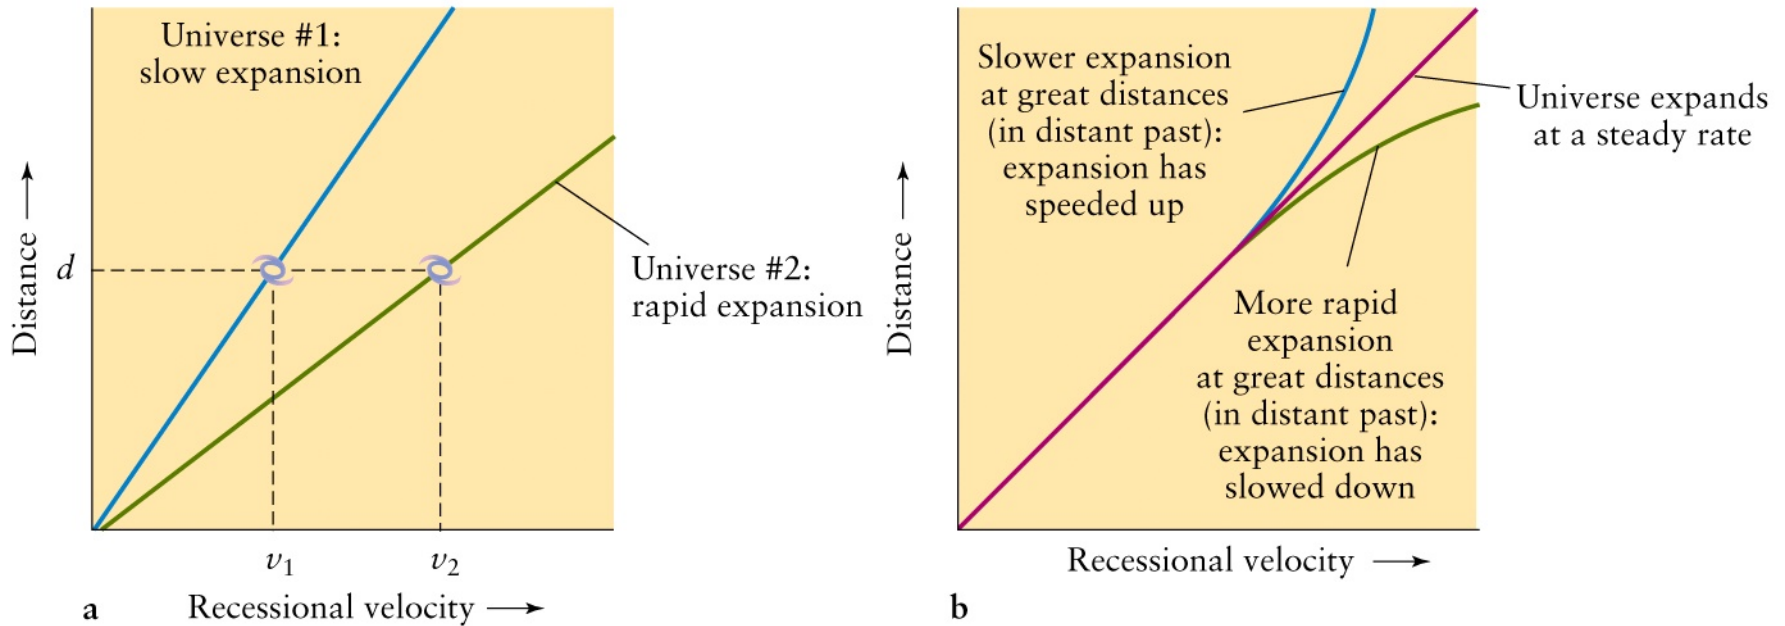 Universe #1:
slow expansion
Distance
d
Universe #2:
rapid expansion
v1
v2
a
Recessional velocity
Slower expansion
at great distances
(in distant past):
expansion has
speeded up
Universe expands
at a steady rate
Distance
More rapid
expansion
at great distances
(in distant past):
expansion has
slowed down
Recessional velocity
b